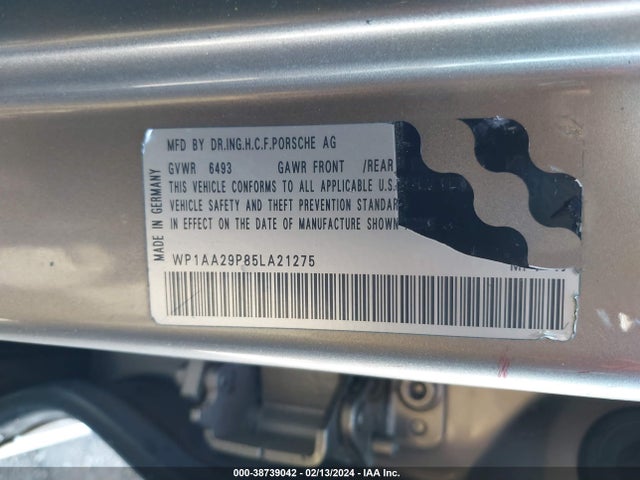 MFD BY DR.ING.H.C.F.PORSCHE AG
GVWR 6493 GAWR FRONT /REAR
THIS VEHICLE CONFORMS TO ALL APPLICABLE U.S.
VEHICLE SAFETY AND THEFT PREVENTION STANDAR
IN EFFECT ON THE DATE OF MANUFACTURE SHOWN
MADE IN GERMANY
WP1AA29P85LA21275
000-38739042 - 02/13/2024 - IAA Inc.